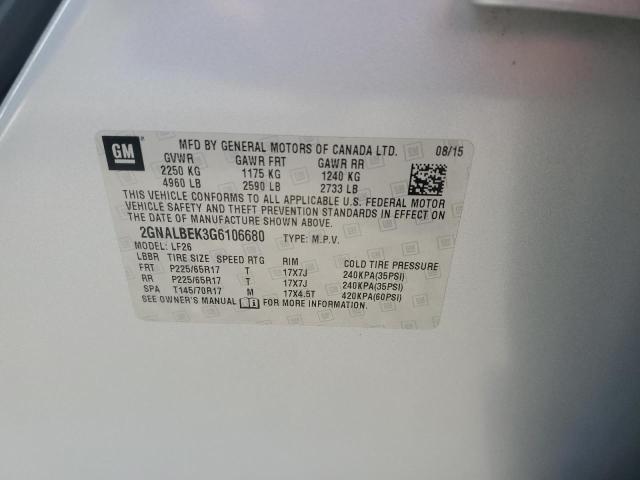 GM
MFD BY GENERAL MOTORS OF CANADA LTD. 08/15
GVWR GAWR FRT GAWR RR
2250 KG 1175 KG 1240 KG
4960 LB 2590 LB 2733 LB
THIS VEHICLE CONFORMS TO ALL APPLICABLE U.S. FEDERAL MOTOR
VEHICLE SAFETY AND THEFT PREVENTION STANDARDS IN EFFECT ON
THE DATE OF MANUFACTURE SHOWN ABOVE.
2GNALBEK3G6106680 TYPE: M.P.V.
MODEL: LF26
LBBR TIRE SIZE SPEED RTG RIM COLD TIRE PRESSURE
FRT P225/65R17 T 17X7J 240KPA(35PSI)
RR P225/65R17 T 17X7J 240KPA(35PSI)
SPA T145/70R17 M 17X4.5T 420KPA(60PSI)
SEE OWNER'S MANUAL FOR MORE INFORMATION.